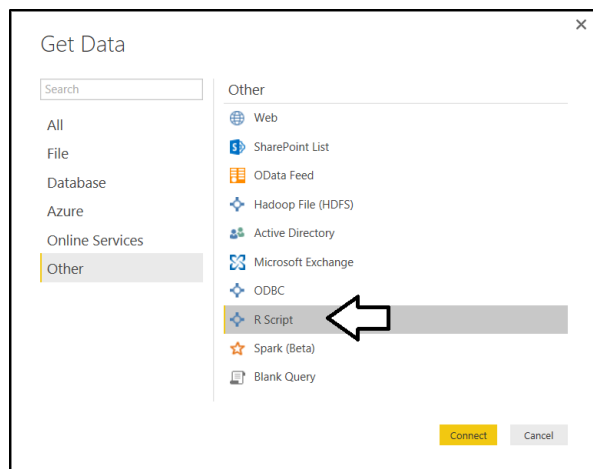 Get Data
Search
All
File
Database
Azure
Online Services
Other
Other
Web
SharePoint List
OData Feed
Hadoop File (HDFS)
Active Directory
Microsoft Exchange
ODBC
R Script
Spark (Beta)
Blank Query
Connect
Cancel